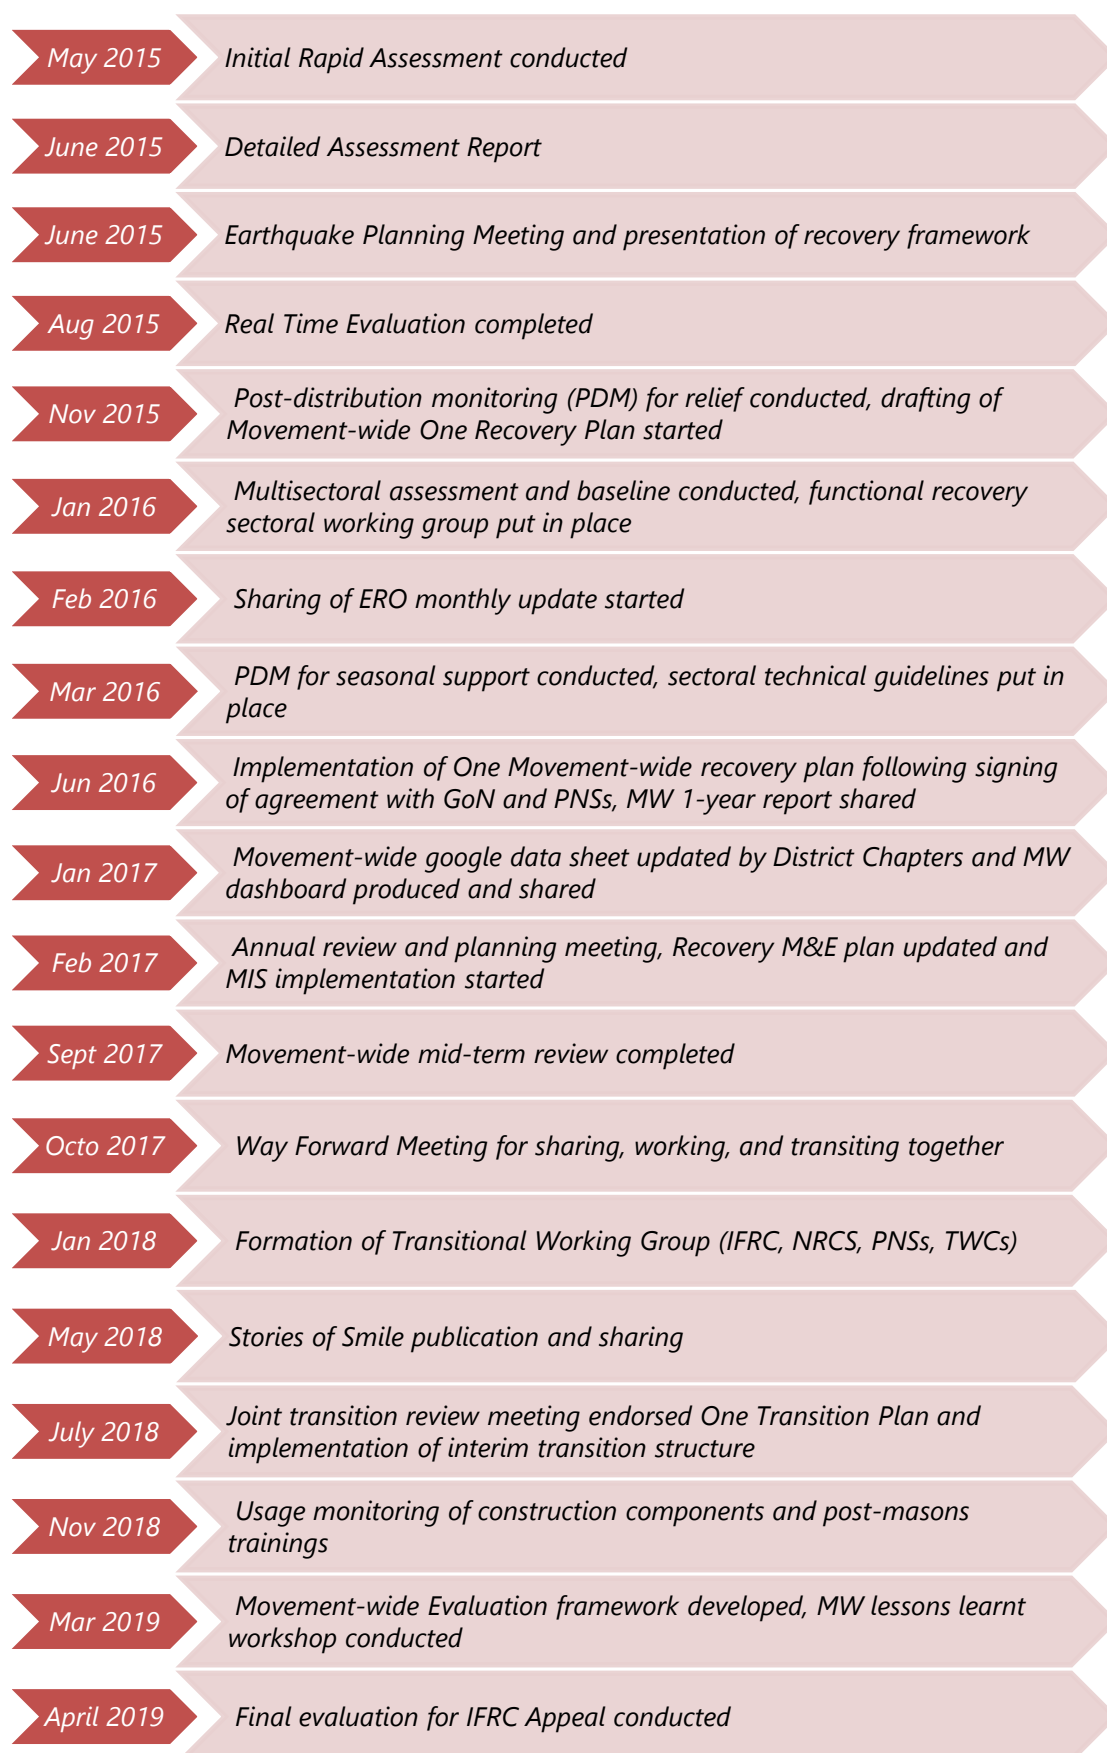 May 2015
Initial Rapid Assessment conducted
June 2015
Detailed Assessment Report
June 2015
Earthquake Planning Meeting and presentation of recovery framework
Aug 2015
Real Time Evaluation completed
Nov 2015
Post-distribution monitoring (PDM) for relief conducted, drafting of
Movement-wide One Recovery Plan started
Jan 2016
Multisectoral assessment and baseline conducted, functional recovery
sectoral working group put in place
Feb 2016
Sharing of ERO monthly update started
Mar 2016
PDM for seasonal support conducted, sectoral technical guidelines put in
place
Jun 2016
Implementation of One Movement-wide recovery plan following signing
of agreement with GoN and PNSs, MW 1-year report shared
Jan 2017
Movement-wide google data sheet updated by District Chapters and MW
dashboard produced and shared
Feb 2017
Annual review and planning meeting, Recovery M&E plan updated and
MIS implementation started
Sept 2017
Movement-wide mid-term review completed
Octo 2017
Way Forward Meeting for sharing, working, and transiting together
Jan 2018
Formation of Transitional Working Group (IFRC, NRCS, PNSs, TWCs)
May 2018
Stories of Smile publication and sharing
July 2018
Joint transition review meeting endorsed One Transition Plan and
implementation of interim transition structure
Nov 2018
Usage monitoring of construction components and post-masons
trainings
Mar 2019
Movement-wide Evaluation framework developed, MW lessons learnt
workshop conducted
April 2019
Final evaluation for IFRC Appeal conducted